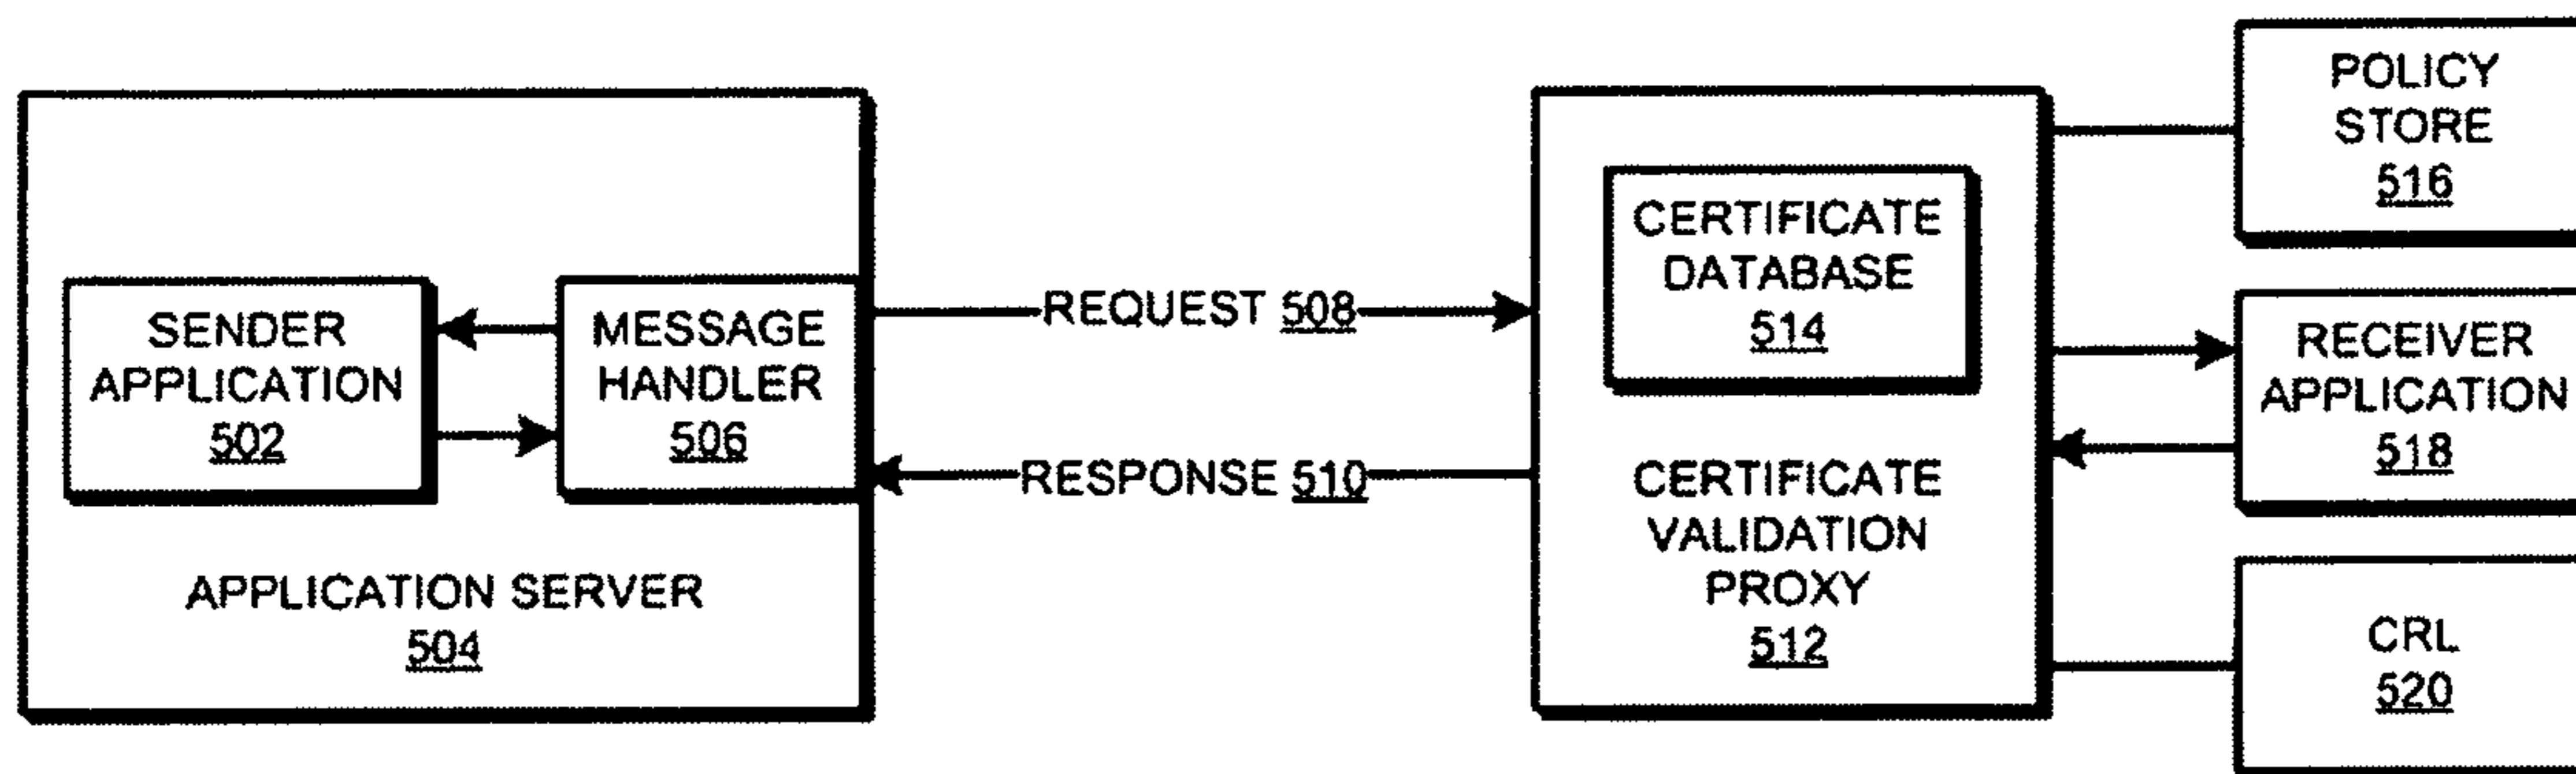 SENDER
APPLICATION
502
MESSAGE
HANDLER
506
APPLICATION SERVER
504
REQUEST 508
RESPONSE 510
CERTIFICATE
DATABASE
514
CERTIFICATE
VALIDATION
PROXY
512
POLICY
STORE
516
RECEIVER
APPLICATION
518
CRL
520